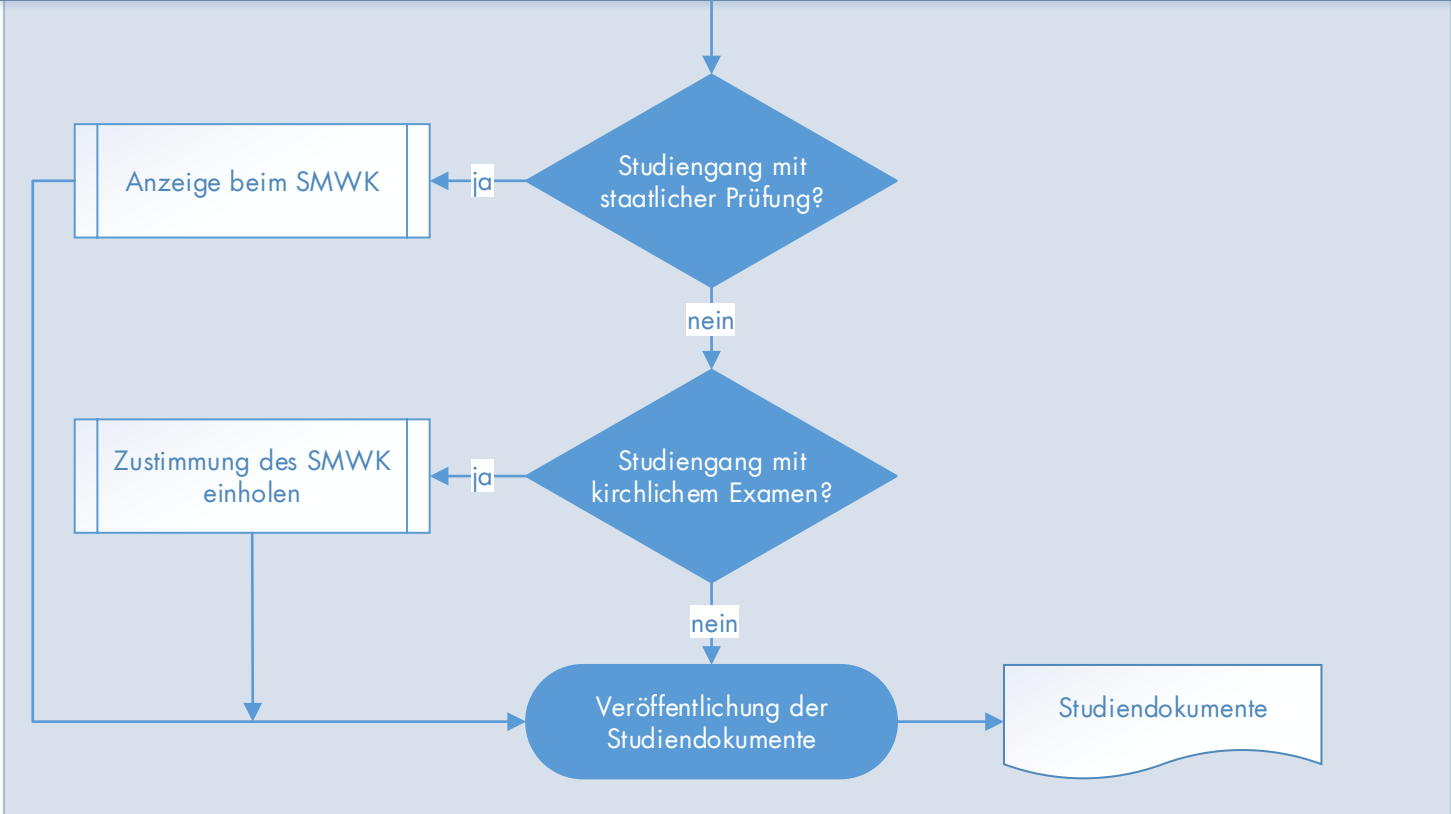 Studiengang mit
staatlicher Prüfung?
ja
Anzeige beim SMWK
nein
Studiengang mit
kirchlichem Examen?
ja
Zustimmung des SMWK
einholen
nein
Veröffentlichung der
Studiendokumente
Studiendokumente